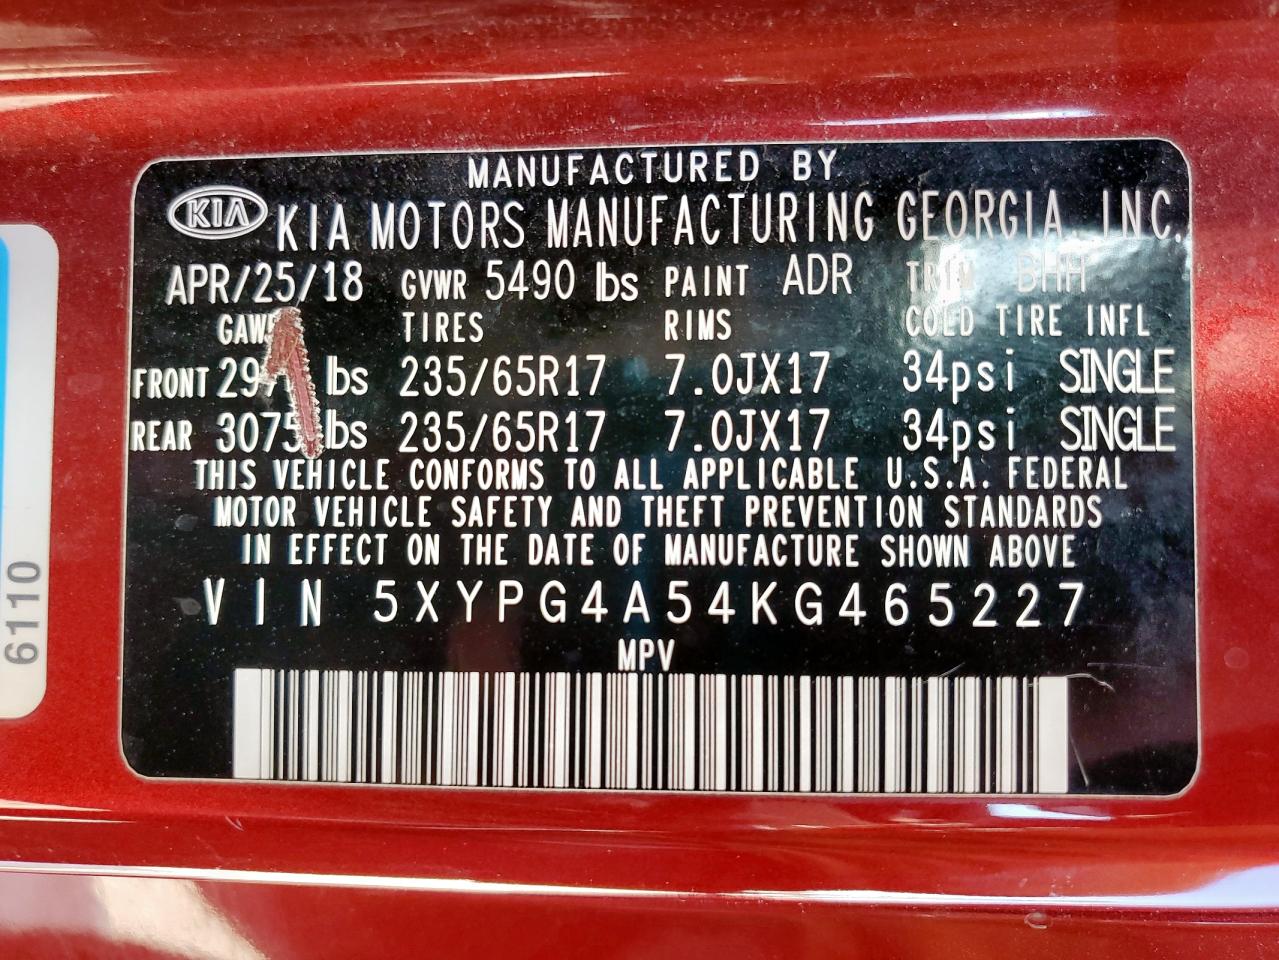 MANUFACTURED BY
KIA KIA MOTORS MANUFACTURING GEORGIA, INC.
APR/25/18 GVWR 5490 lbs PAINT ADR TRIM BHH
TIRES RIMS COLD TIRE INFL
FRONT lbs 235/65R17 7.0JX17 34psi SINGLE
REAR lbs 235/65R17 7.0JX17 34psi SINGLE
THIS VEHICLE CONFORMS TO ALL APPLICABLE U.S.A. FEDERAL
MOTOR VEHICLE SAFETY AND THEFT PREVENTION STANDARDS
IN EFFECT ON THE DATE OF MANUFACTURE SHOWN ABOVE
VIN 5XYPG4A54KG465227
MPV
6110